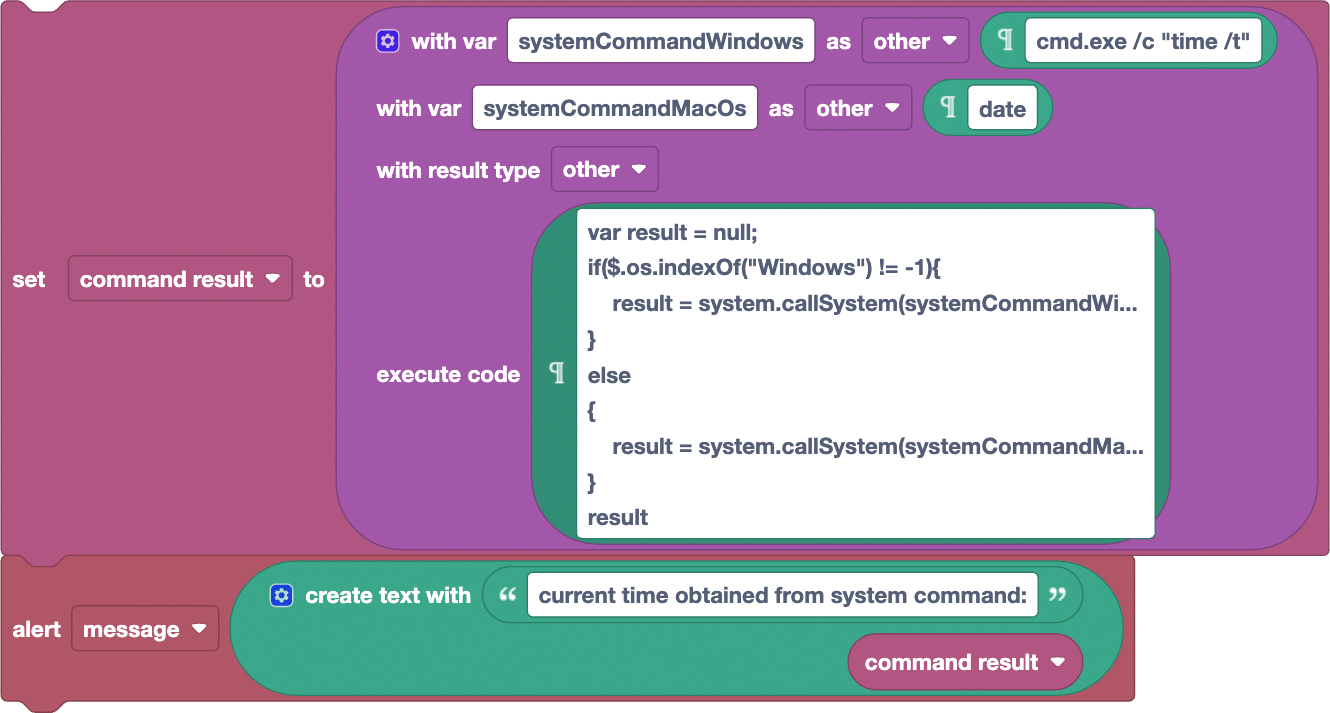 with var systemCommandWindows as other ¶ cmd.exe /c "time /t"
with var systemCommandMacOs as other ¶ date
with result type other
set command result to
execute code ¶
var result = null;
if($.os.indexOf("Windows") != -1){
result = system.callSystem(systemCommandWi...
}
else
{
result = system.callSystem(systemCommandMa...
}
result
alert message
create text with “ current time obtained from system command: ”
command result